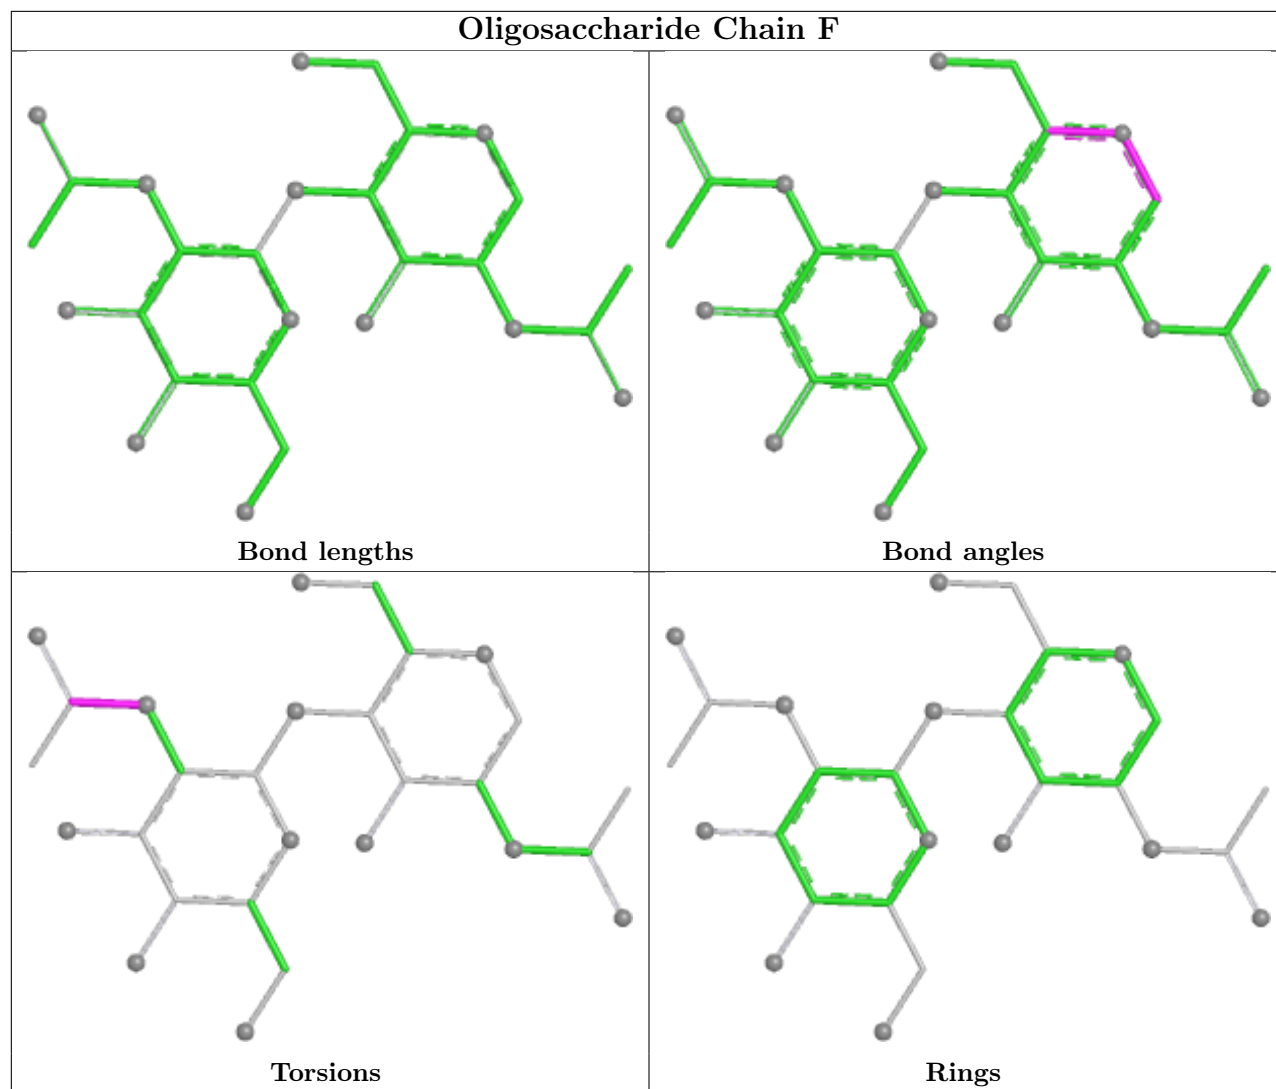 Oligosaccharide Chain F
Bond lengths
Bond angles
Torsions
Rings